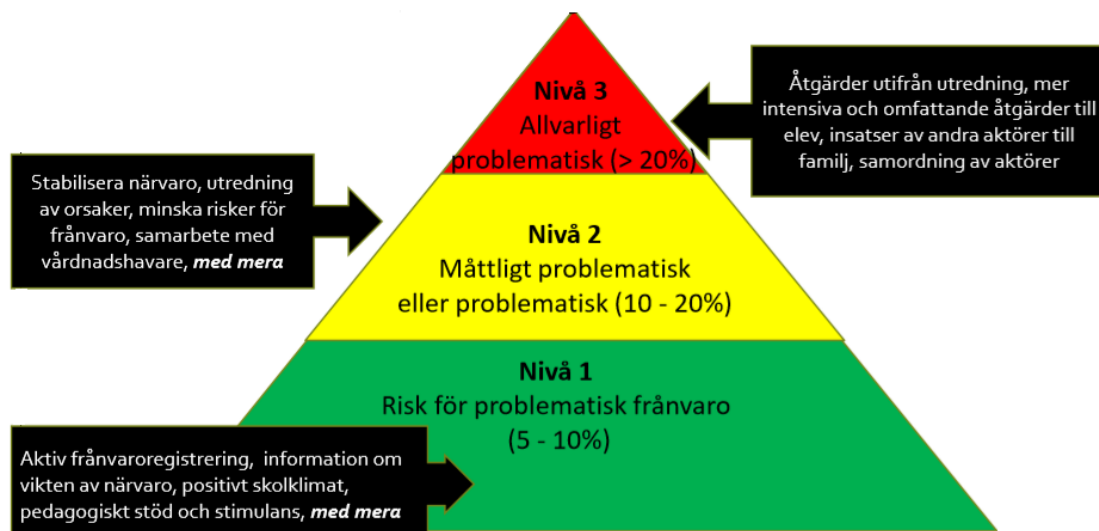 Nivå 3
Allvarligt
problematisk (> 20%)
Åtgärder utifrån utredning, mer
intensiva och omfattande åtgärder till
elev, insatser av andra aktörer till
familj, samordning av aktörer
Stabilisera närvaro, utredning
av orsaker, minska risker för
frånvaro, samarbete med
vårdnadshavare, med mera
Nivå 2
Måttligt problematisk
eller problematisk (10 - 20%)
Nivå 1
Risk för problematisk frånvaro
(5 - 10%)
Aktiv frånvaroregistrering, information om
vikten av närvaro, positivt skolklimat,
pedagogiskt stöd och stimulans, med mera